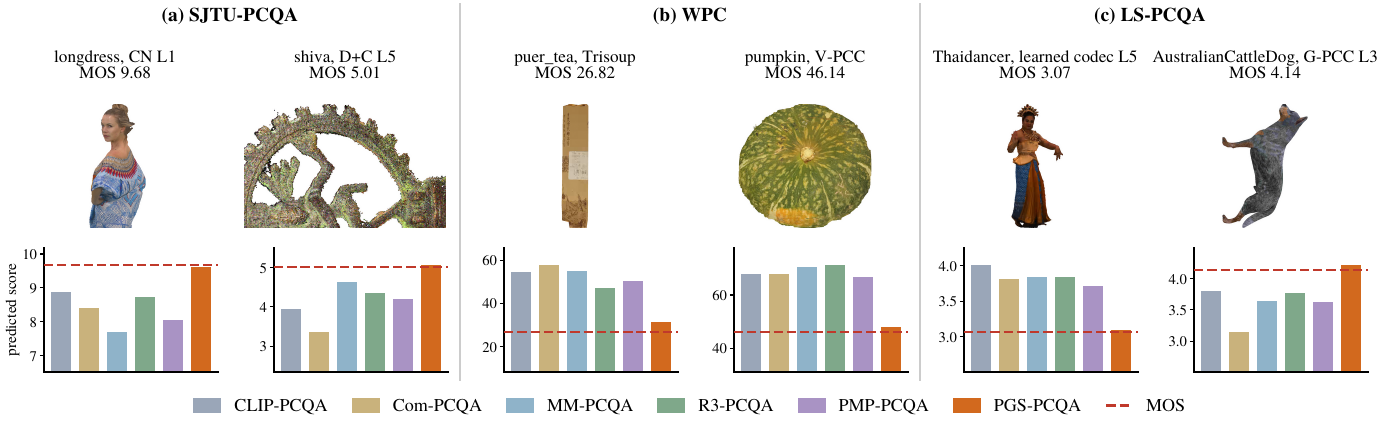 (a) SJTU-PCQA
(b) WPC
(c) LS-PCQA
longdress, CN L1
MOS 9.68
shiva, D+C L5
MOS 5.01
puer_tea, Trisoup
MOS 26.82
pumpkin, V-PCC
MOS 46.14
Thaidancer, learned codec L5
MOS 3.07
AustralianCattleDog, G-PCC L3
MOS 4.14
predicted score
10
9
8
7
5
4
3
60
40
20
60
40
4.0
3.5
3.0
4.0
3.5
3.0
CLIP-PCQA
Com-PCQA
MM-PCQA
R3-PCQA
PMP-PCQA
PGS-PCQA
MOS